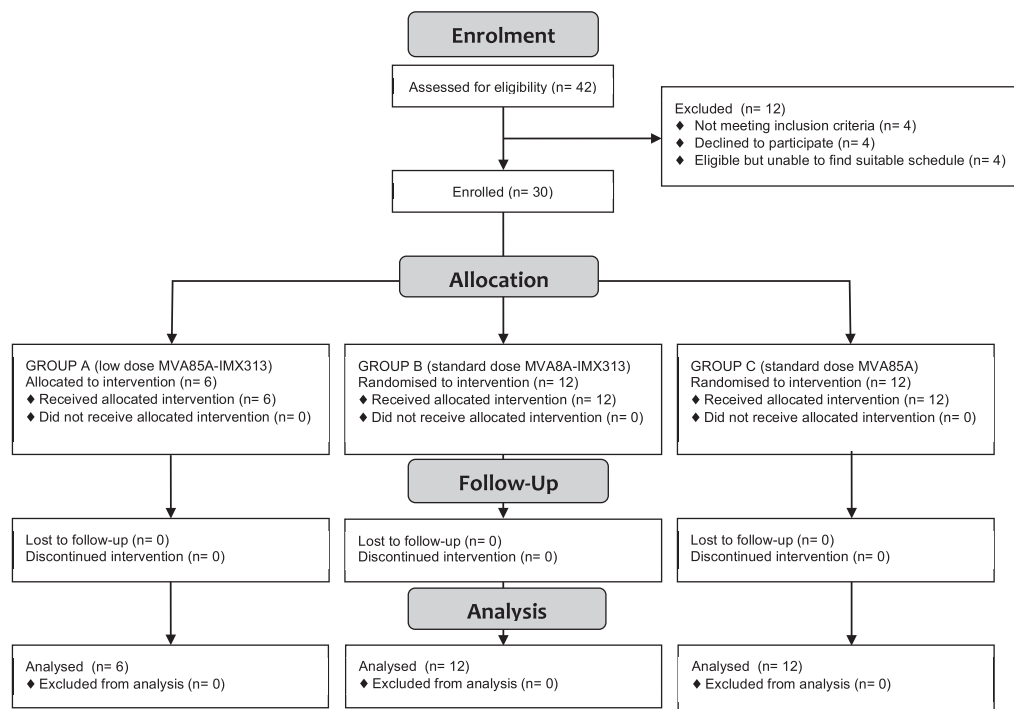 Enrolment
Assessed for eligibility (n= 42)
Excluded (n= 12)
♦ Not meeting inclusion criteria (n= 4)
♦ Declined to participate (n= 4)
♦ Eligible but unable to find suitable schedule (n= 4)
Enrolled (n= 30)
Allocation
GROUP A (low dose MVA85A-IMX313)
Allocated to intervention (n= 6)
♦ Received allocated intervention (n= 6)
♦ Did not receive allocated intervention (n= 0)
GROUP B (standard dose MVA8A-IMX313)
Randomised to intervention (n= 12)
♦ Received allocated intervention (n= 12)
♦ Did not receive allocated intervention (n= 0)
GROUP C (standard dose MVA85A)
Randomised to intervention (n= 12)
♦ Received allocated intervention (n= 12)
♦ Did not receive allocated intervention (n= 0)
Follow-Up
Lost to follow-up (n= 0)
Discontinued intervention (n= 0)
Lost to follow-up (n= 0)
Discontinued intervention (n= 0)
Lost to follow-up (n= 0)
Discontinued intervention (n= 0)
Analysis
Analysed (n= 6)
♦ Excluded from analysis (n= 0)
Analysed (n= 12)
♦ Excluded from analysis (n= 0)
Analysed (n= 12)
♦ Excluded from analysis (n= 0)